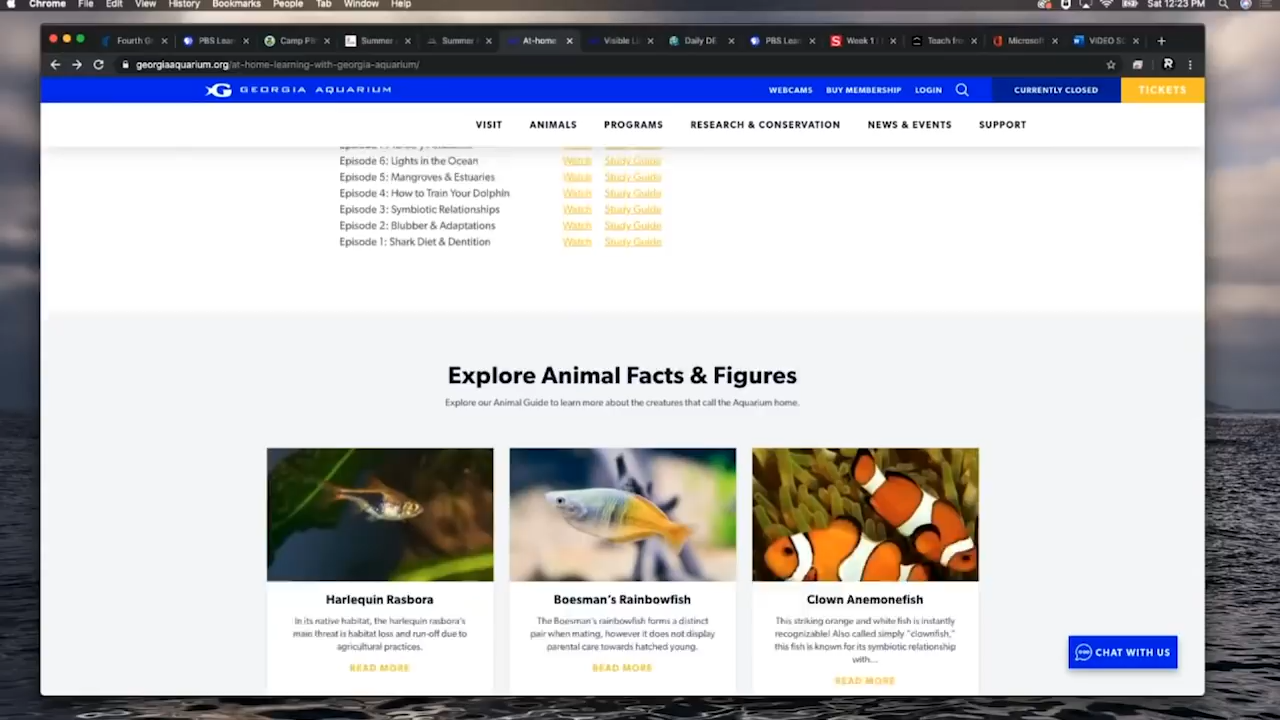 Chrome File Edit View History Bookmarks People Tab Window Help Sat 12:23 PM
Fourth G PBS Lear Camp PB Summer Summer At-home Visible Li Daily DE PBS Lear Week 1 Teach fro Microsof VIDEO SC
georgiaaquarium.org/at-home-learning-with-georgia-aquarium/
GEORGIA AQUARIUM WEBCAMS BUY MEMBERSHIP LOGIN CURRENTLY CLOSED TICKETS
VISIT ANIMALS PROGRAMS RESEARCH & CONSERVATION NEWS & EVENTS SUPPORT
Episode 6: Lights in the Ocean Watch Study Guide
Episode 5: Mangroves & Estuaries Watch Study Guide
Episode 4: How to Train Your Dolphin Watch Study Guide
Episode 3: Symbiotic Relationships Watch Study Guide
Episode 2: Blubber & Adaptations Watch Study Guide
Episode 1: Shark Diet & Dentition Watch Study Guide
Explore Animal Facts & Figures
Explore our Animal Guide to learn more about the creatures that call the Aquarium home.
Harlequin Rasbora
In its native habitat, the harlequin rasbora's
main threat is habitat loss and run-off due to
agricultural practices.
READ MORE
Boesman's Rainbowfish
The Boesman's rainbowfish forms a distinct
pair when mating, however it does not display
parental care towards hatched young.
READ MORE
Clown Anemonefish
This striking orange and white fish is instantly
recognizable! Also called simply "clownfish,"
this fish is known for its symbiotic relationship
with...
READ MORE
CHAT WITH US